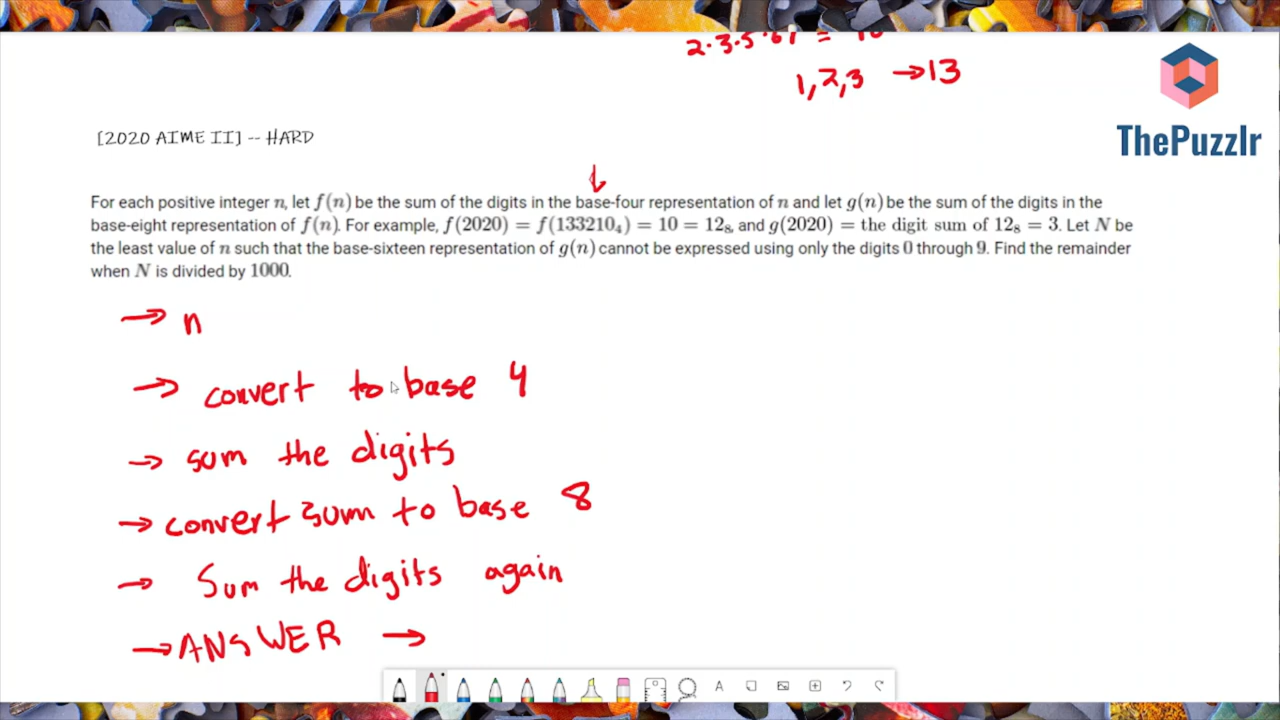 2·3·5·61 =
1,2,3 →13
ThePuzzlr
[2020 AIME II] -- HARD
For each positive integer n, let f(n) be the sum of the digits in the base-four representation of n and let g(n) be the sum of the digits in the
base-eight representation of f(n). For example, f(2020) = f(133210₄) = 10 = 12₈, and g(2020) = the digit sum of 12₈ = 3. Let N be
the least value of n such that the base-sixteen representation of g(n) cannot be expressed using only the digits 0 through 9. Find the remainder
when N is divided by 1000.
→ n
→ convert to base 4
→ sum the digits
→ convert sum to base 8
→ Sum the digits again
→ ANSWER →
A